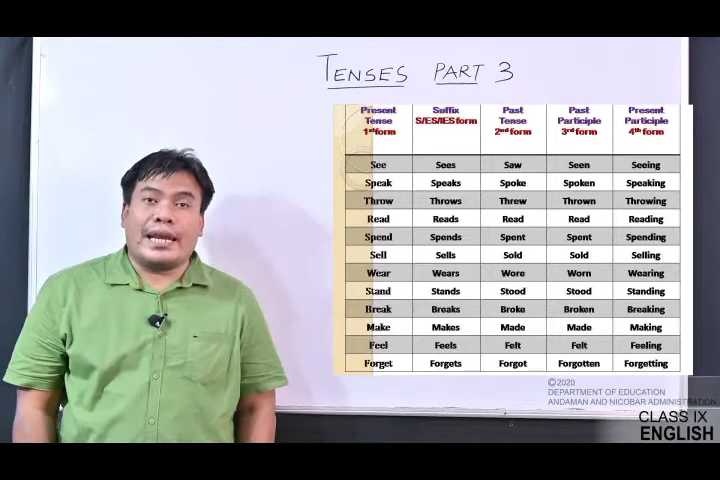 TENSES PART 3
Present Tense 1st form Suffix S/ES/IES form Past Tense 2nd form Past Participle 3rd form Present Participle 4th form
See Sees Saw Seen Seeing
Speak Speaks Spoke Spoken Speaking
Throw Throws Threw Thrown Throwing
Read Reads Read Read Reading
Spend Spends Spent Spent Spending
Sell Sells Sold Sold Selling
Wear Wears Wore Worn Wearing
Stand Stands Stood Stood Standing
Break Breaks Broke Broken Breaking
Make Makes Made Made Making
Feel Feels Felt Felt Feeling
Forget Forgets Forgot Forgotten Forgetting
©2020
DEPARTMENT OF EDUCATION
ANDAMAN AND NICOBAR ADMINISTRATION
CLASS IX
ENGLISH